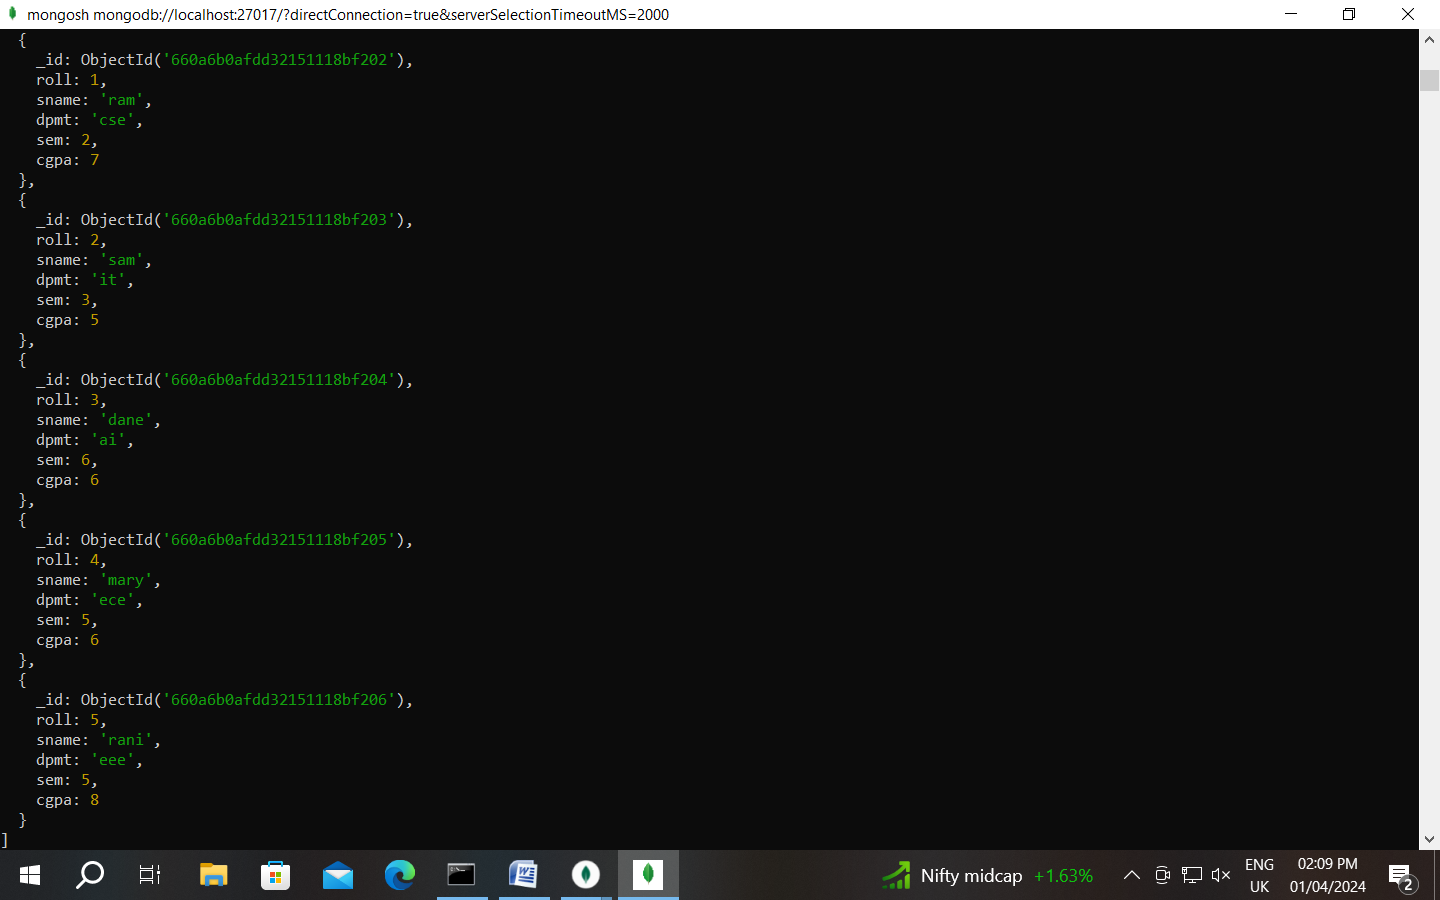 mongosh mongodb://localhost:27017/?directConnection=true&serverSelectionTimeoutMS=2000
{
_id: ObjectId('660a6b0afdd32151118bf202'),
roll: 1,
sname: 'ram',
dpmt: 'cse',
sem: 2,
cgpa: 7
},
{
_id: ObjectId('660a6b0afdd32151118bf203'),
roll: 2,
sname: 'sam',
dpmt: 'it',
sem: 3,
cgpa: 5
},
{
_id: ObjectId('660a6b0afdd32151118bf204'),
roll: 3,
sname: 'dane',
dpmt: 'ai',
sem: 6,
cgpa: 6
},
{
_id: ObjectId('660a6b0afdd32151118bf205'),
roll: 4,
sname: 'mary',
dpmt: 'ece',
sem: 5,
cgpa: 6
},
{
_id: ObjectId('660a6b0afdd32151118bf206'),
roll: 5,
sname: 'rani',
dpmt: 'eee',
sem: 5,
cgpa: 8
}
]
Nifty midcap +1.63%
ENG
UK
02:09 PM
01/04/2024
2